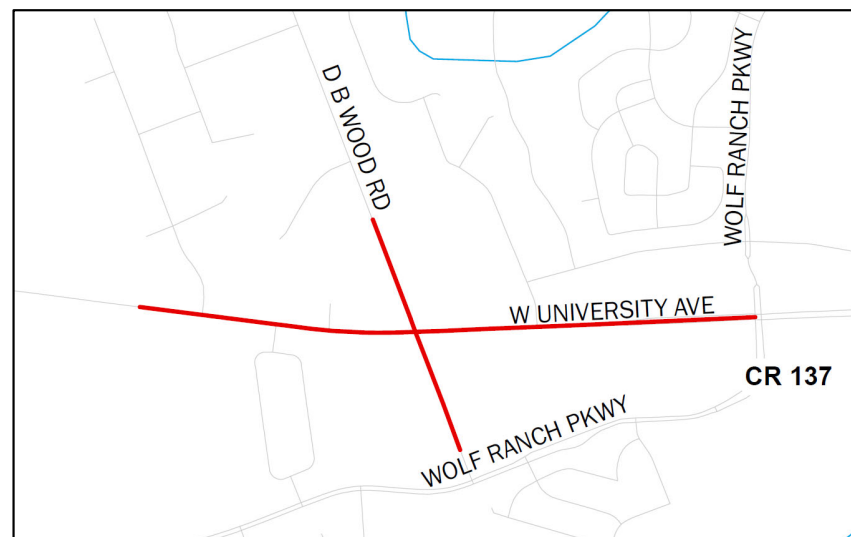 D B WOOD RD
WOLF RANCH PKWY
W UNIVERSITY AVE
CR 137
WOLF RANCH PKWY